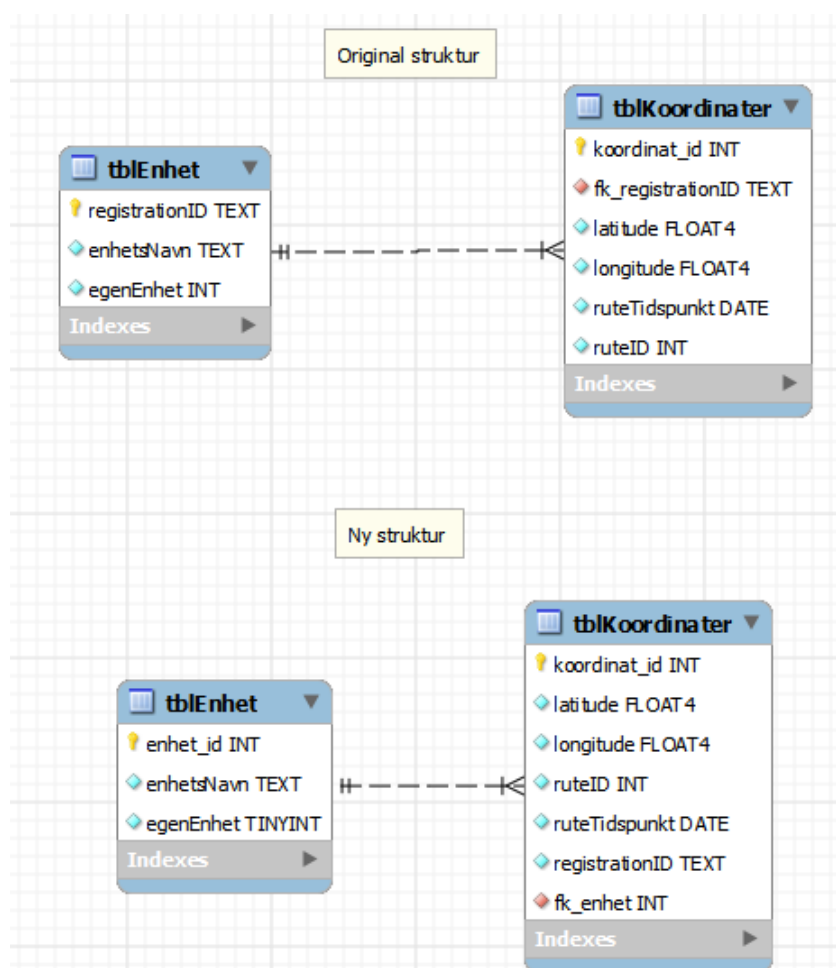 Original struktur
tblEnhet
registrationID TEXT
enhetsNavn TEXT
egenEnhet INT
Indexes
tblKoordinater
koordinat_id INT
fk_registrationID TEXT
latitude FLOAT4
longitude FLOAT4
ruteTidspunkt DATE
ruteID INT
Indexes
Ny struktur
tblEnhet
enhet_id INT
enhetsNavn TEXT
egenEnhet TINYINT
Indexes
tblKoordinater
koordinat_id INT
latitude FLOAT4
longitude FLOAT4
ruteID INT
ruteTidspunkt DATE
registrationID TEXT
fk_enhet INT
Indexes